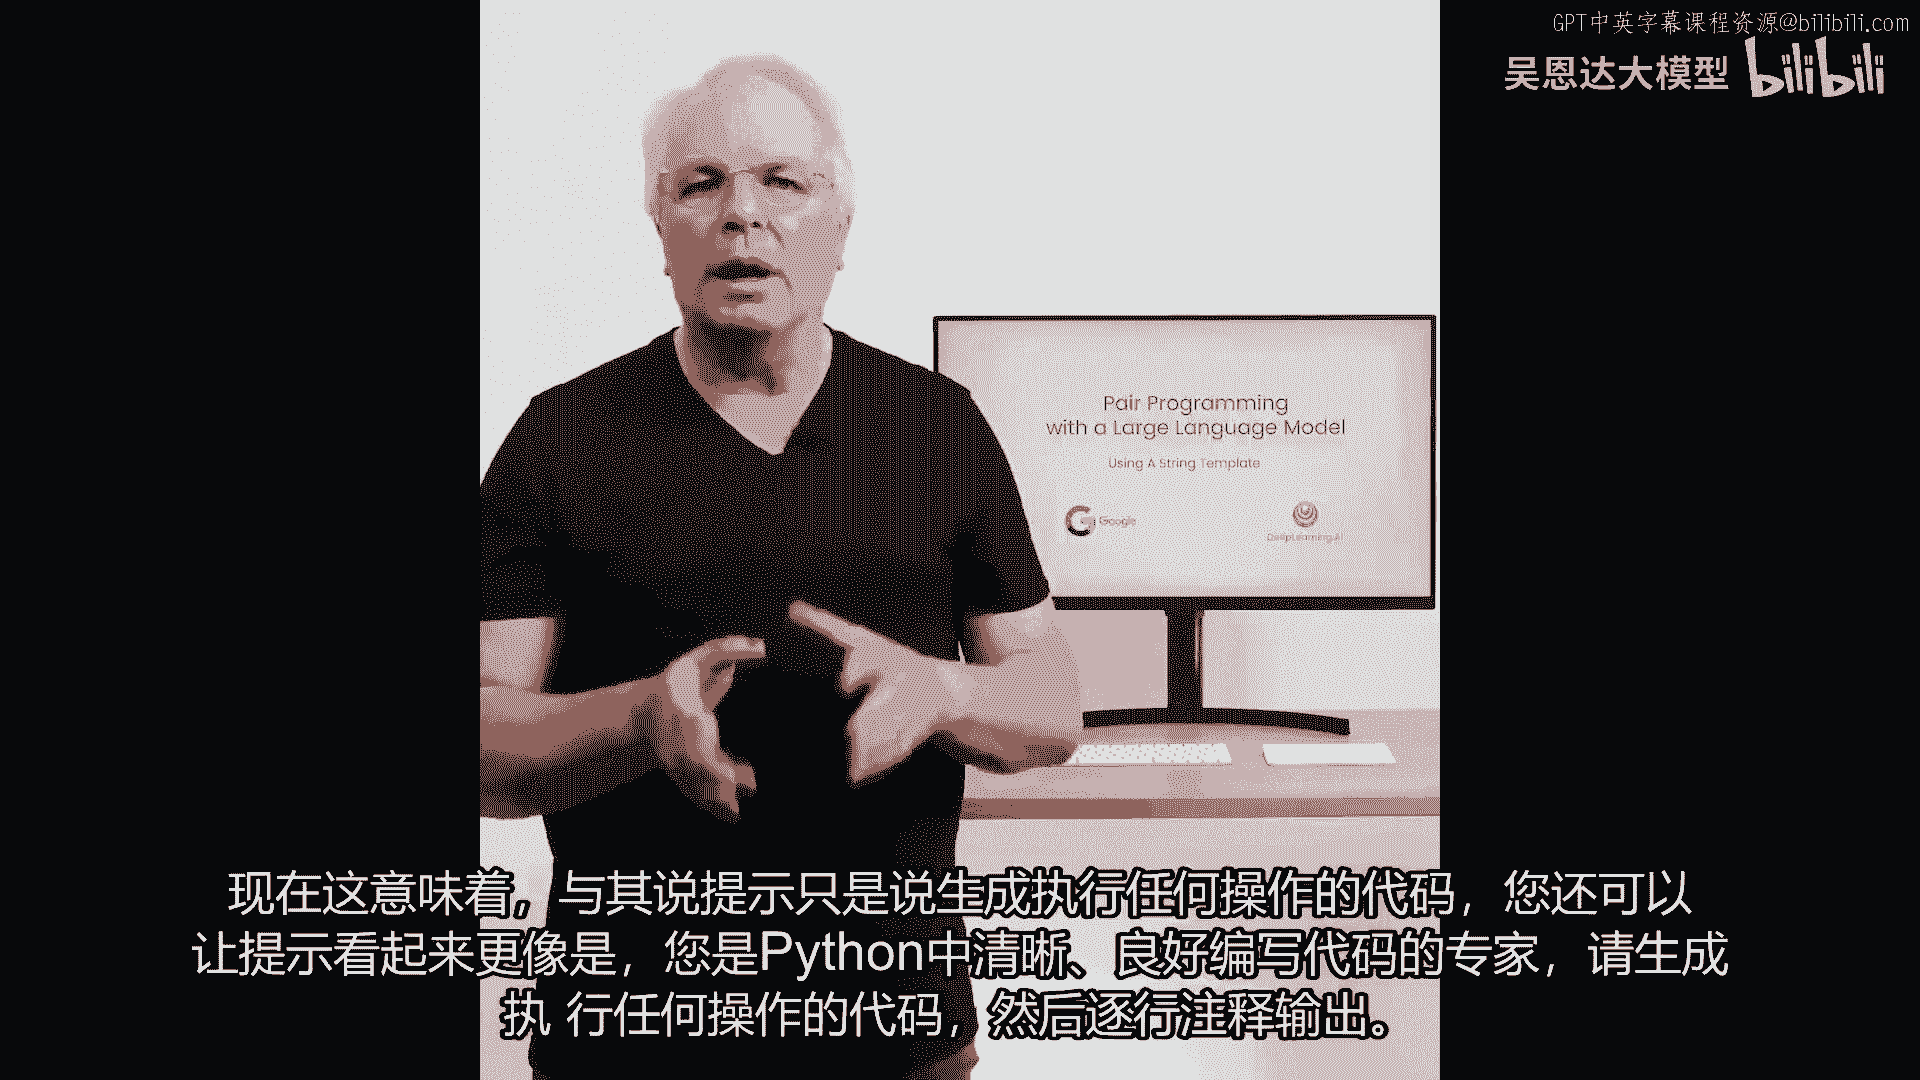 GPT中英字幕课程资源@bilibili.com
吴恩达大模型 bilibili
Pair Programming
with a Large Language Model
Using A String Template
Google
DeepLearning.AI
现在这意味着，与其说提示只是说生成执行任何操作的代码，您还可以
让提示看起来更像是，您是Python中清晰、良好编写代码的专家，请生成
执 行任何操作的代码，然后逐行注释输出。